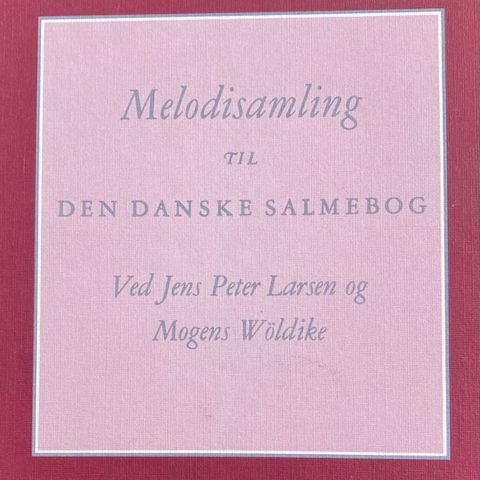 Melodisamling
TIL
DEN DANSKE SALMEBOG
Ved Jens Peter Larsen og
Mogens Wöldike